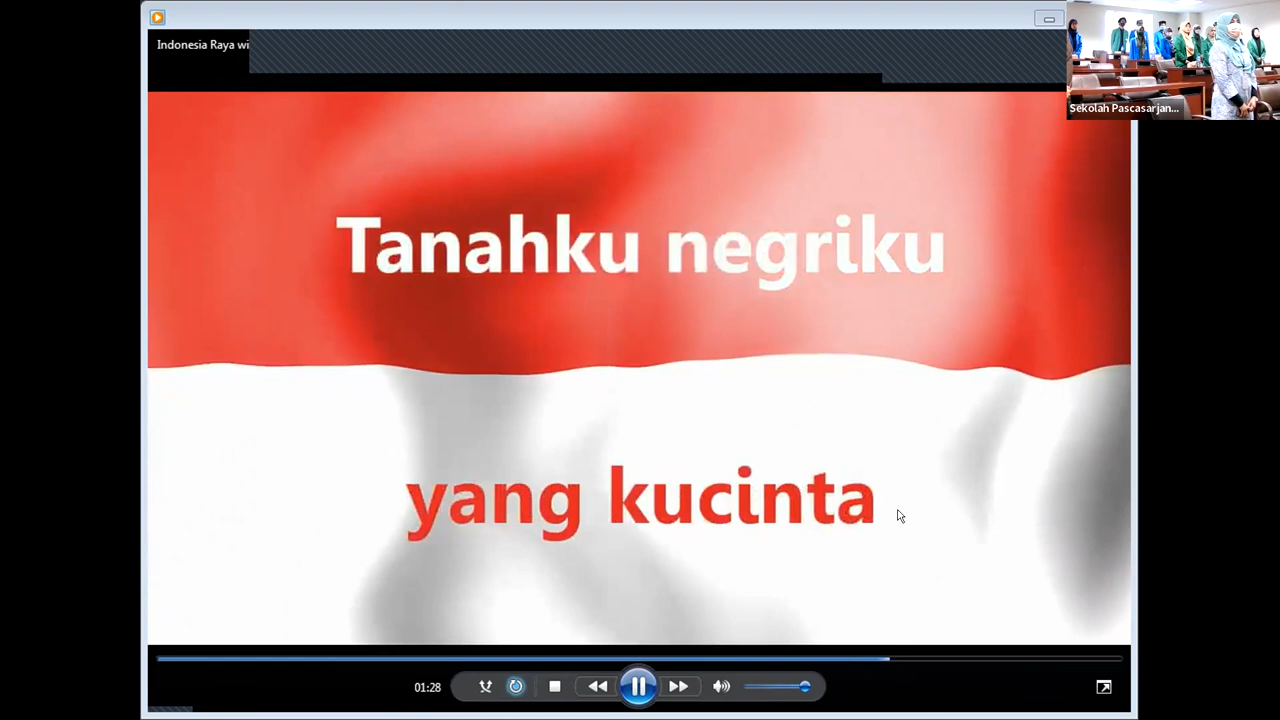 Indonesia Raya wi
Sekolah Pascasarjan...
Tanahku negriku
yang kucinta
01:28